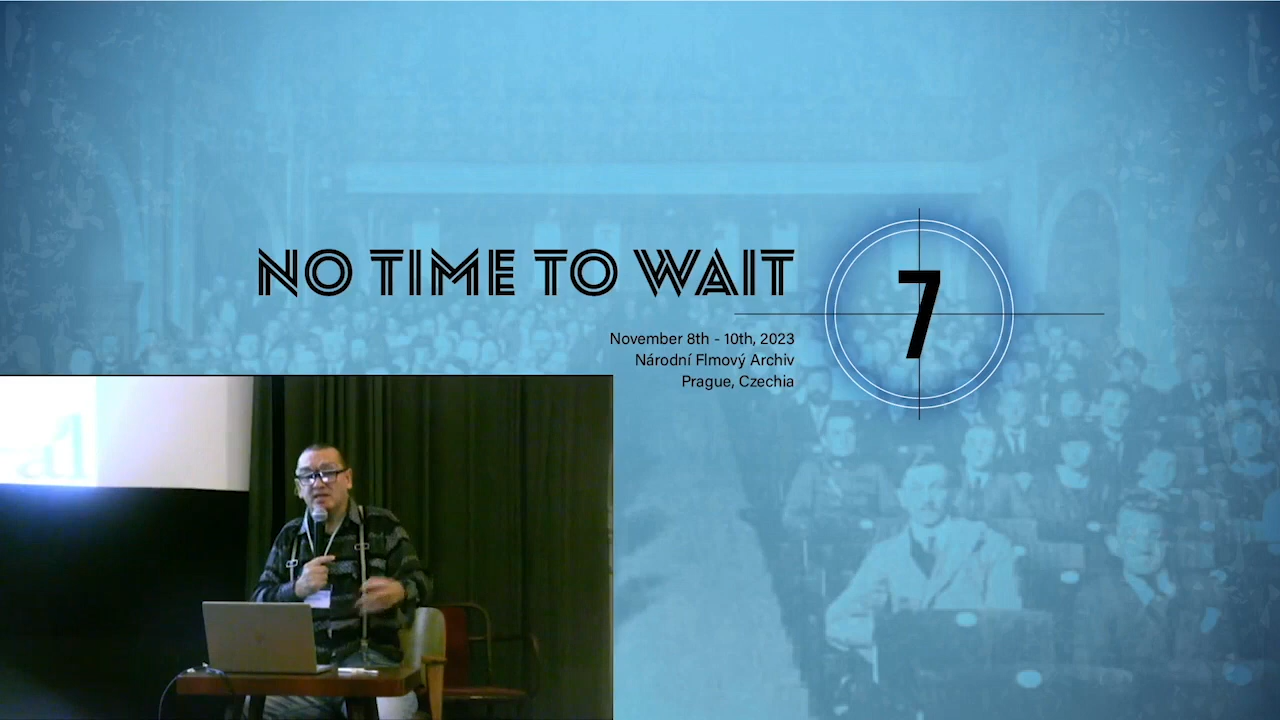 NO TIME TO WAIT
7
November 8th - 10th, 2023
Národní Flmový Archiv
Prague, Czechia